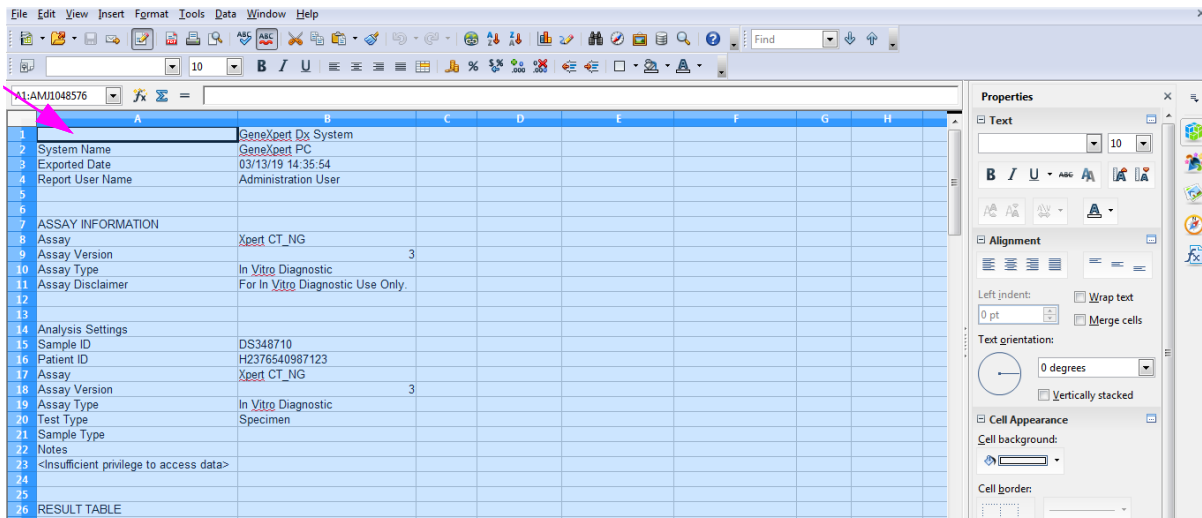 File Edit View Insert Format Tools Data Window Help
Find
10 B I U
A1:AMJ1048576
A B C D E F G H
1 GeneXpert Dx System
2 System Name GeneXpert PC
3 Exported Date 03/13/19 14:35:54
4 Report User Name Administration User
5
6
7 ASSAY INFORMATION
8 Assay Xpert CT_NG
9 Assay Version 3
10 Assay Type In Vitro Diagnostic
11 Assay Disclaimer For In Vitro Diagnostic Use Only.
12
13
14 Analysis Settings
15 Sample ID DS348710
16 Patient ID H2376540987123
17 Assay Xpert CT_NG
18 Assay Version 3
19 Assay Type In Vitro Diagnostic
20 Test Type Specimen
21 Sample Type
22 Notes
23 <Insufficient privilege to access data>
24
25
26 RESULT TABLE
Properties
Text
10
B I U ABC
Alignment
Left indent: Wrap text
0 pt Merge cells
Text orientation:
0 degrees
Vertically stacked
Cell Appearance
Cell background:
Cell border: